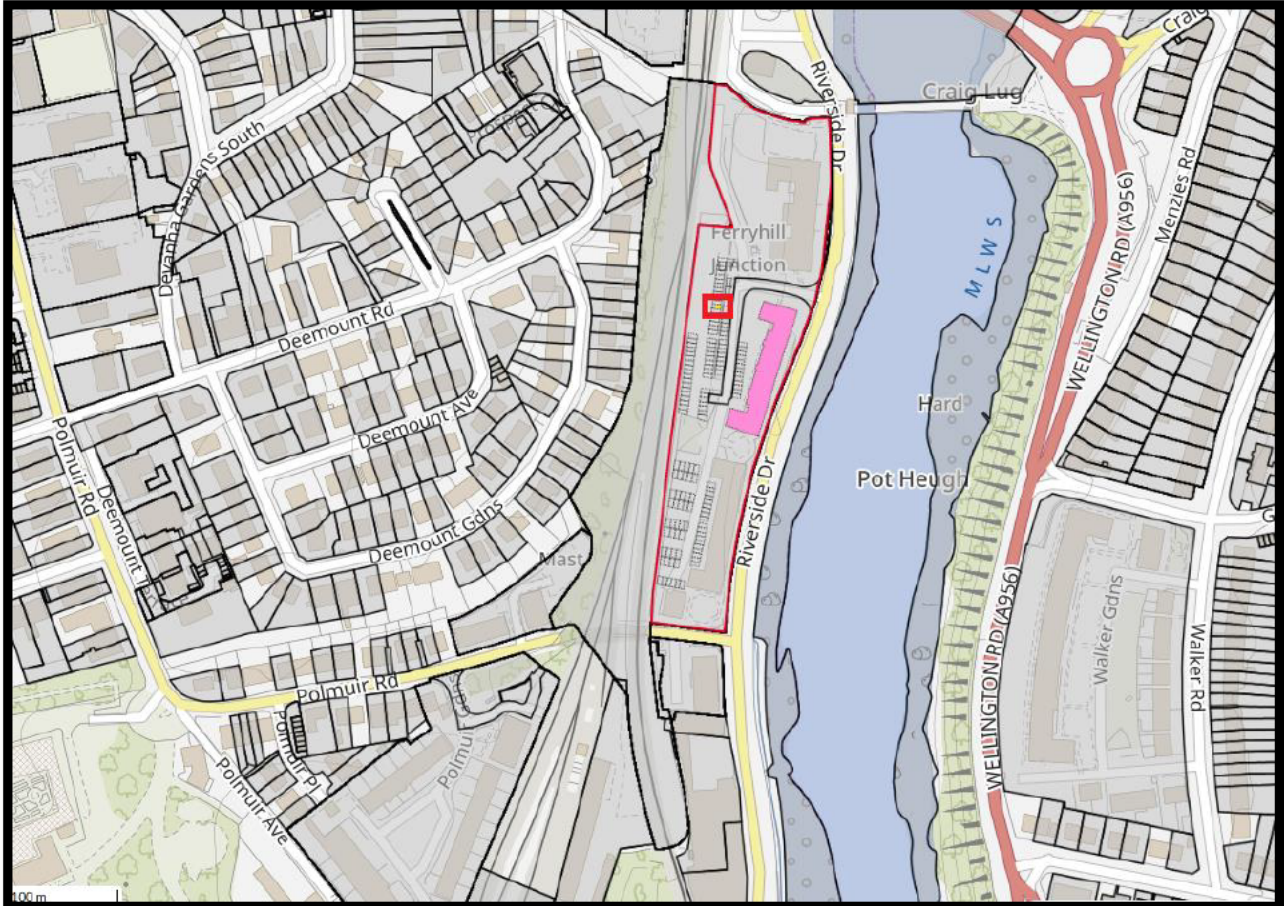 Craig
Riverside Dr
Craig Lug
Devanha Gardens South
Menzies Rd
WELLINGTON RD (A956)
M L W S
Ferryhill
Junction
Deemount Rd
Deemount Ave
Hard
Polmuir Rd
Pot Heugh
Deemount
Riverside Dr
Deemount Gdns
Mast
WELLINGTON RD (A956)
Walker Gdns
Walker Rd
Polmuir Rd
Polmuir Pl
Polmui
Polmuir Ave
100 m